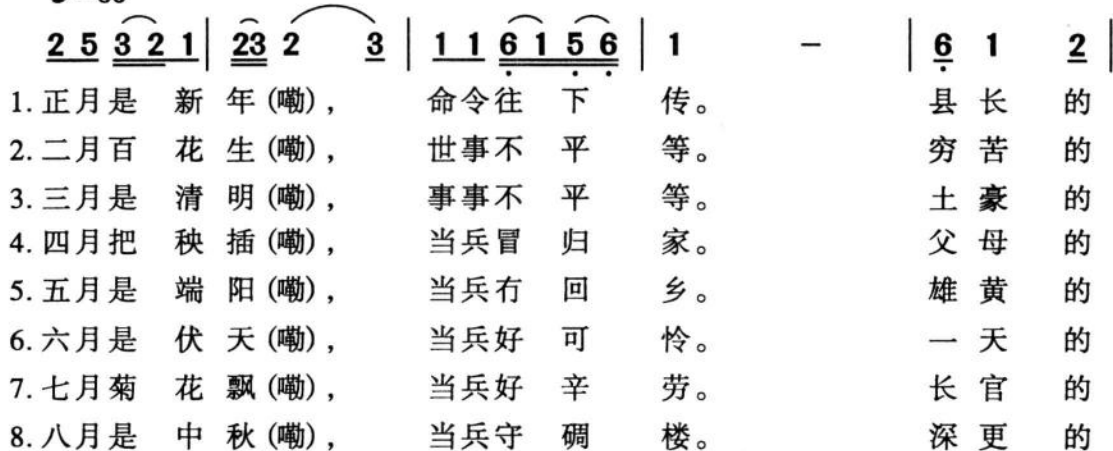 2 5 3 2 1 | 23 2 3 | 1 1 6 1 5 6 | 1 － | 6 1 2 |
1.正月是 新 年(嘞)， 命令往 下 传。 县 长 的
2.二月百 花 生(嘞)， 世事不 平 等。 穷 苦 的
3.三月是 清 明(嘞)， 事事不 平 等。 土 豪 的
4.四月把 秧 插(嘞)， 当兵冒 归 家。 父 母 的
5.五月是 端 阳(嘞)， 当兵冇 回 乡。 雄 黄 的
6.六月是 伏 天(嘞)， 当兵好 可 怜。 一 天 的
7.七月菊 花 飘(嘞)， 当兵好 辛 劳。 长 官 的
8.八月是 中 秋(嘞)， 当兵守 碉 楼。 深 更 的